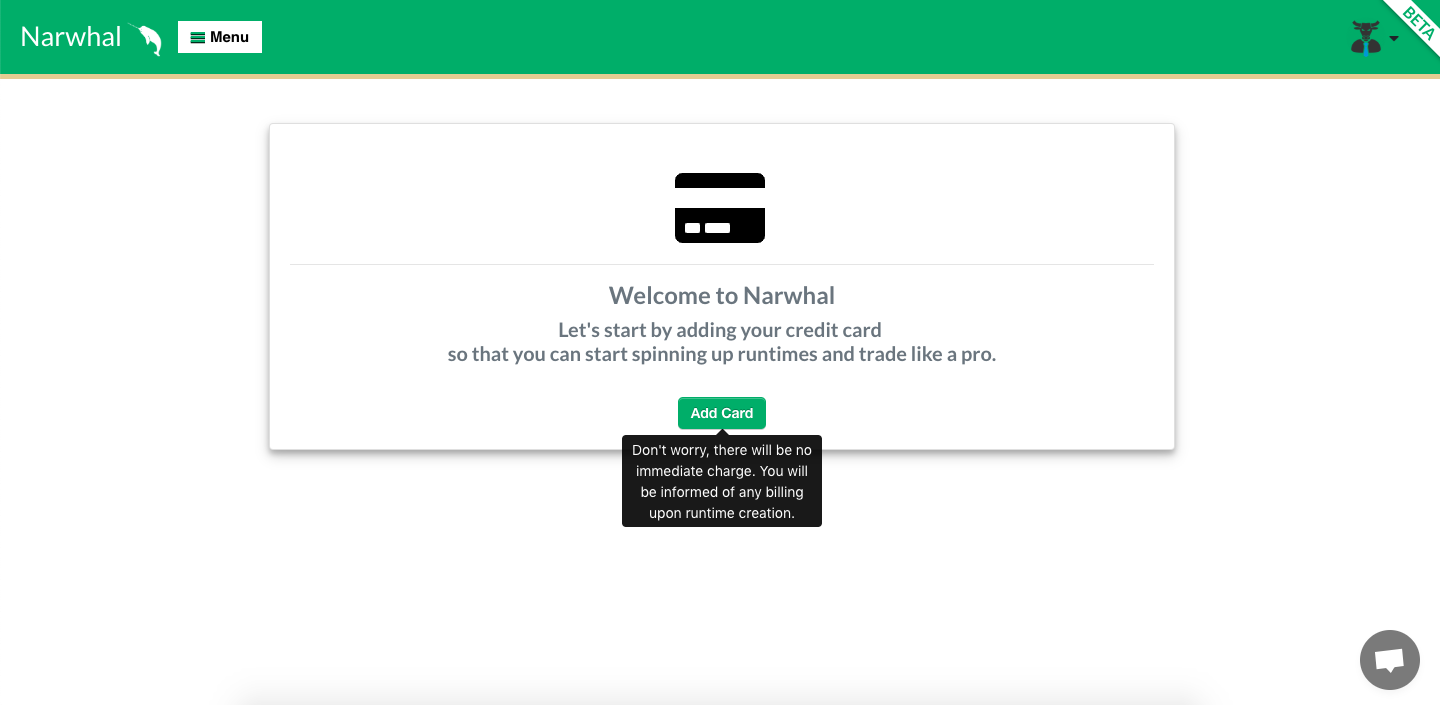 Narwhal
Menu
BETA
Welcome to Narwhal
Let's start by adding your credit card
so that you can start spinning up runtimes and trade like a pro.
Add Card
Don't worry, there will be no
immediate charge. You will
be informed of any billing
upon runtime creation.